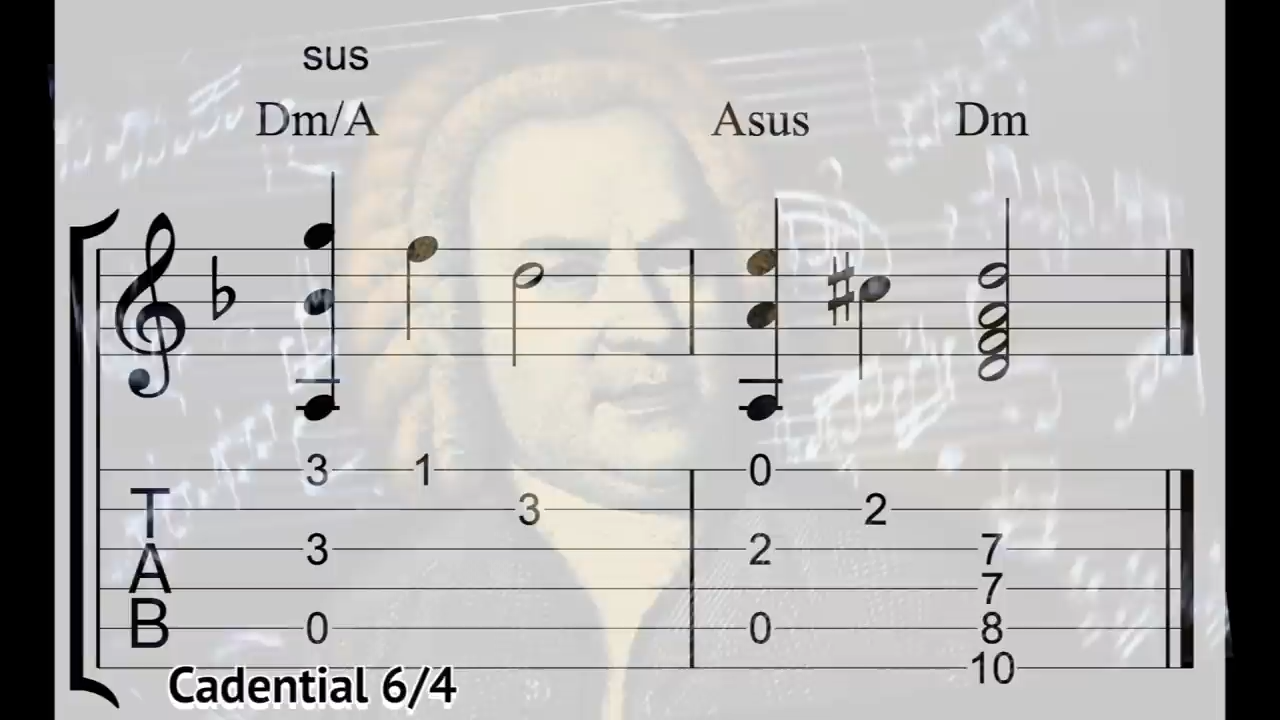 sus
Dm/A Asus Dm
3 1 0
T 3 2
A 3 2 7
7
B 0 0 8
10
Cadential 6/4